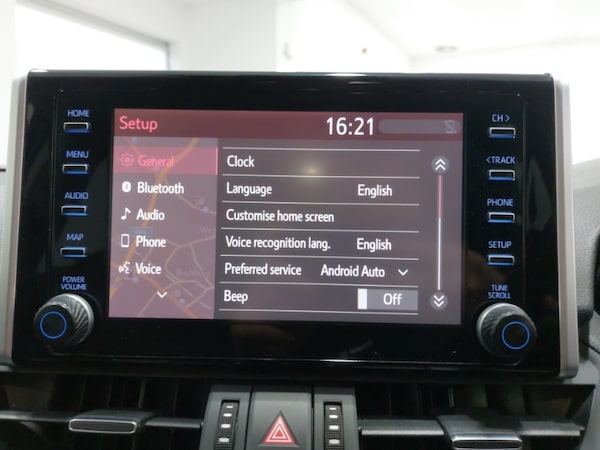 HOME
MENU
AUDIO
MAP
POWER
VOLUME
Setup
16:21
General
Bluetooth
Audio
Phone
Voice
Clock
Language English
Customise home screen
Voice recognition lang. English
Preferred service Android Auto
Beep Off
CH >
< TRACK
PHONE
SETUP
TUNE
SCROLL